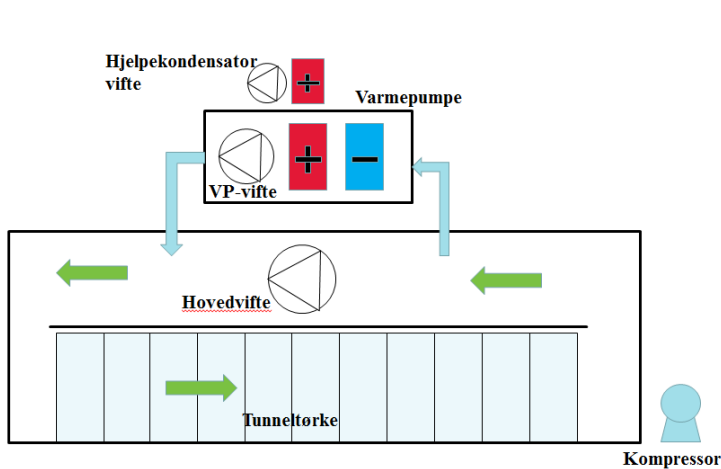 Hjelpekondensator
vifte
Varmepumpe
VP-vifte
Hovedvifte
Tunneltørke
Kompressor